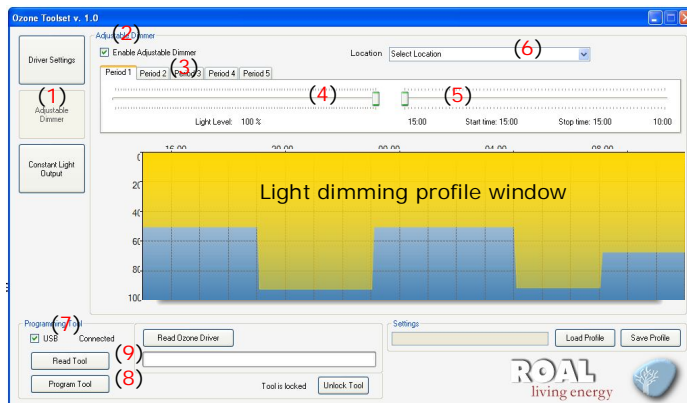 Ozone Toolset v. 1.0
Adjustable Dimmer
(2)
Enable Adjustable Dimmer
Location
Select Location
(6)
Driver Settings
Period 1
Period 2
Period 3
Period 4
Period 5
(3)
(1)
Adjustable Dimmer
(4)
(5)
Light Level: 100 %
15:00
Start time: 15:00
Stop time: 15:00
10:00
Constant Light Output
16:00
20:00
00:00
04:00
08:00
0
20
40
60
80
100
Light dimming profile window
Programming Tool
(7)
USB
Connected
Read Ozone Driver
Settings
Load Profile
Save Profile
Read Tool
(9)
Program Tool
(8)
Tool is locked
Unlock Tool
ROAL
living energy